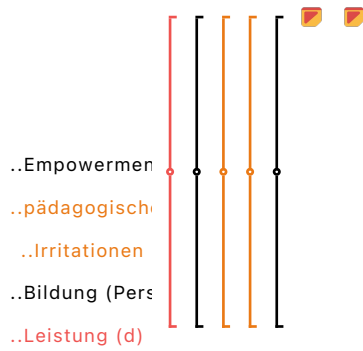 ..Empowermen
..pädagogische
..Irritationen
..Bildung (Pers
..Leistung (d)